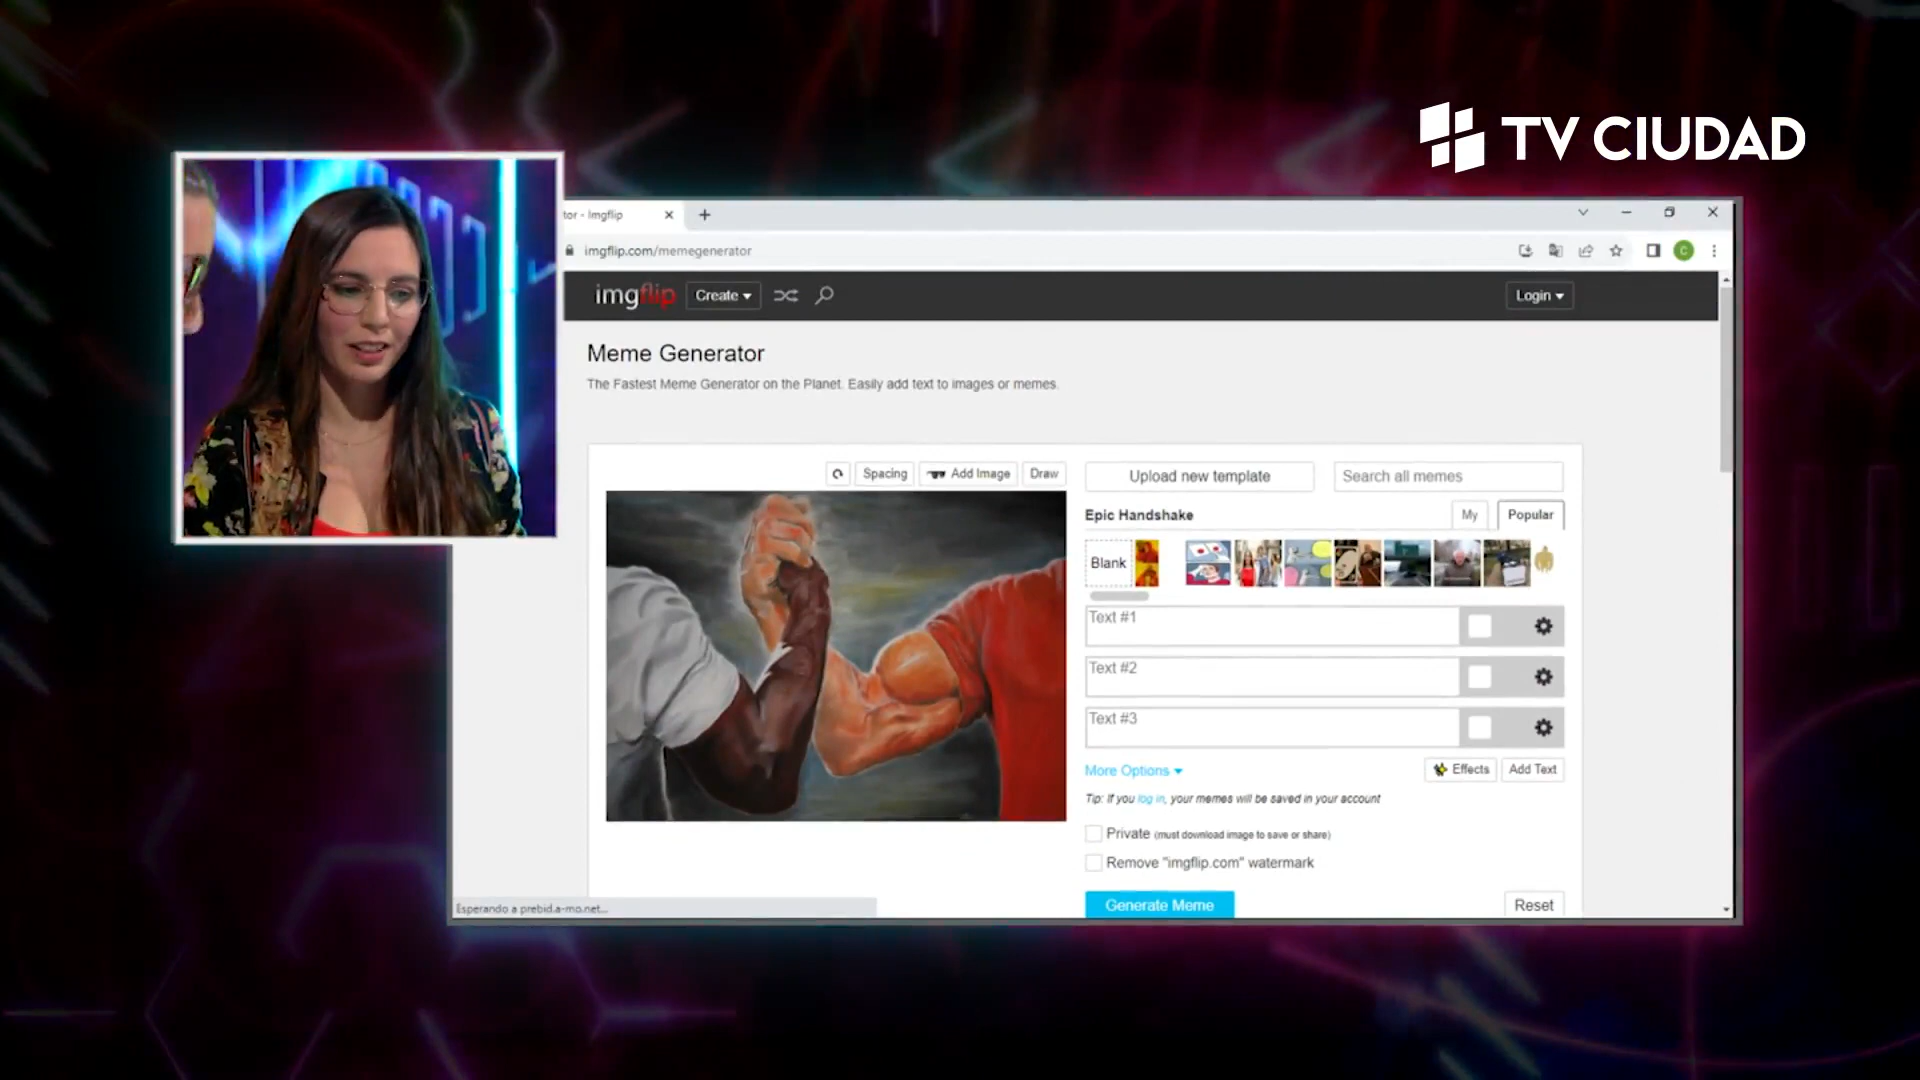 TV CIUDAD
tor - Imgflip
imgflip.com/memegenerator
imgflip
Create
Login
Meme Generator
The Fastest Meme Generator on the Planet. Easily add text to images or memes.
Spacing
Add Image
Draw
Upload new template
Search all memes
Epic Handshake
My
Popular
Blank
Text #1
Text #2
Text #3
More Options
Effects
Add Text
Tip: If you log in, your memes will be saved in your account
Private (must download image to save or share)
Remove "imgflip.com" watermark
Generate Meme
Reset
Esperando a prebid.a-mo.net...
C